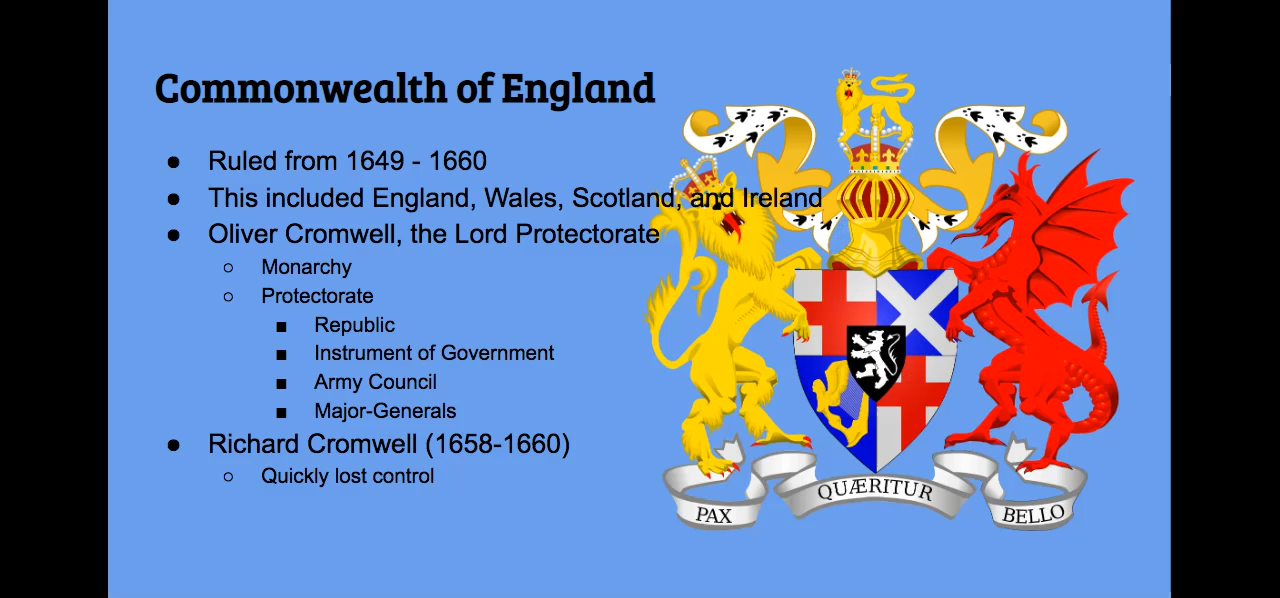 Commonwealth of England
● Ruled from 1649 - 1660
● This included England, Wales, Scotland, and Ireland
● Oliver Cromwell, the Lord Protectorate
○ Monarchy
○ Protectorate
■ Republic
■ Instrument of Government
■ Army Council
■ Major-Generals
● Richard Cromwell (1658-1660)
○ Quickly lost control
PAX QUÆRITUR BELLO